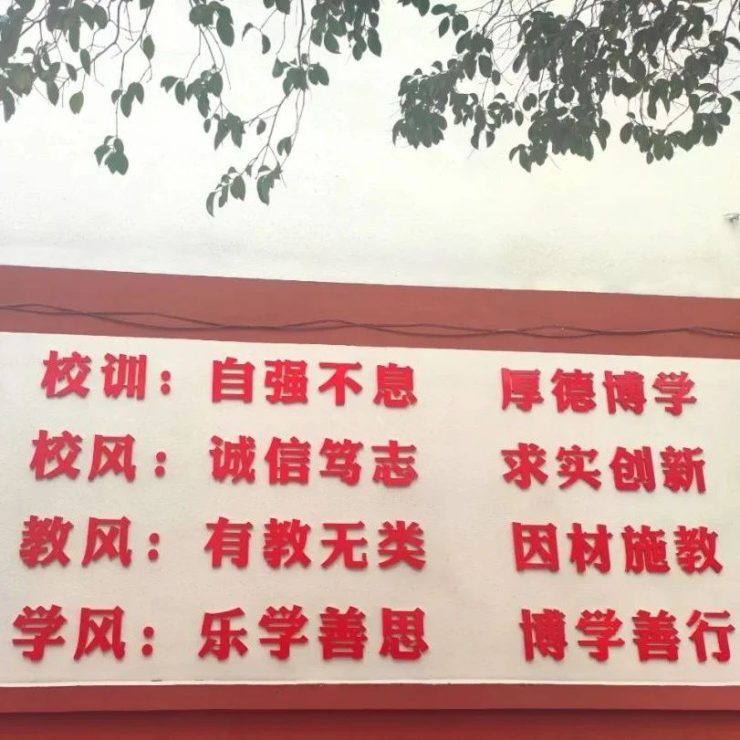 校训：自强不息 厚德博学
校风：诚信笃志 求实创新
教风：有教无类 因材施教
学风：乐学善思 博学善行